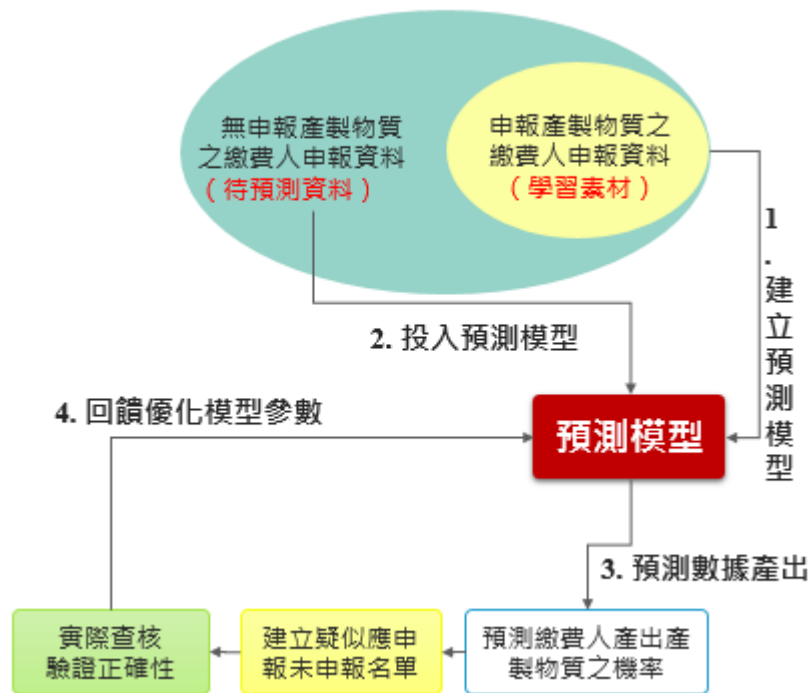 無申報產製物質
之繳費人申報資料
（待預測資料）
申報產製物質之
繳費人申報資料
（學習素材）
1.建立預測模型
2. 投入預測模型
4. 回饋優化模型參數
預測模型
3. 預測數據產出
實際查核
驗證正確性
建立疑似應申
報未申報名單
預測繳費人產出產
製物質之機率